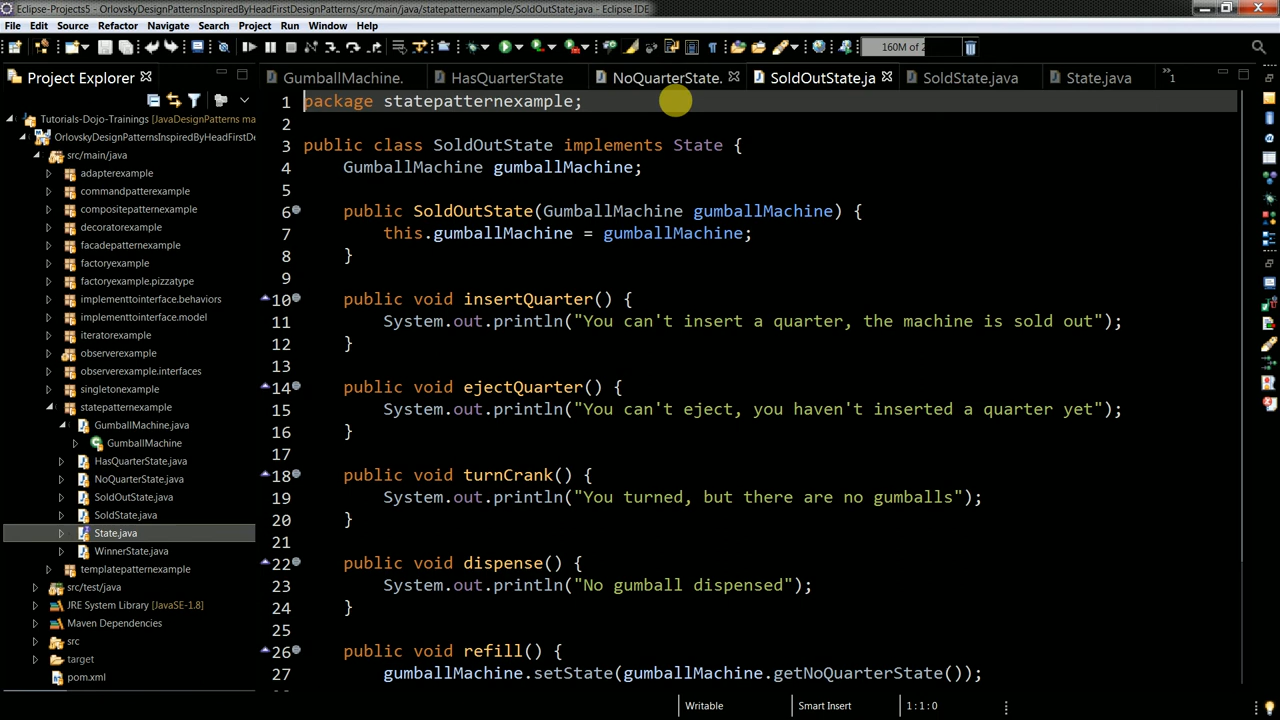 Eclipse-Projects5 - OrlovskyDesignPatternsInspiredByHeadFirstDesignPatterns/src/main/java/statepatternexample/SoldOutState.java - Eclipse IDE
File Edit Source Refactor Navigate Search Project Run Window Help
160M of 2
Project Explorer
GumballMachine. HasQuarterState NoQuarterState. SoldOutState.ja SoldState.java State.java »1
Tutorials-Dojo-Trainings [JavaDesignPatterns ma
OrlovskyDesignPatternsInspiredByHeadFirstDes
src/main/java
adapterexample
commandpatterexample
compositepatternexample
decoratorexample
facadepatternexample
factoryexample
factoryexample.pizzatype
implementtointerface.behaviors
implementtointerface.model
iteratorexample
observerexample
observerexample.interfaces
singletonexample
statepatternexample
GumballMachine.java
GumballMachine
HasQuarterState.java
NoQuarterState.java
SoldOutState.java
SoldState.java
State.java
WinnerState.java
templatepatternexample
src/test/java
JRE System Library [JavaSE-1.8]
Maven Dependencies
src
target
pom.xml
1 package statepatternexample;
2
3 public class SoldOutState implements State {
4 GumballMachine gumballMachine;
5
6 public SoldOutState(GumballMachine gumballMachine) {
7 this.gumballMachine = gumballMachine;
8 }
9
10 public void insertQuarter() {
11 System.out.println("You can't insert a quarter, the machine is sold out");
12 }
13
14 public void ejectQuarter() {
15 System.out.println("You can't eject, you haven't inserted a quarter yet");
16 }
17
18 public void turnCrank() {
19 System.out.println("You turned, but there are no gumballs");
20 }
21
22 public void dispense() {
23 System.out.println("No gumball dispensed");
24 }
25
26 public void refill() {
27 gumballMachine.setState(gumballMachine.getNoQuarterState());
Writable Smart Insert 1:1:0